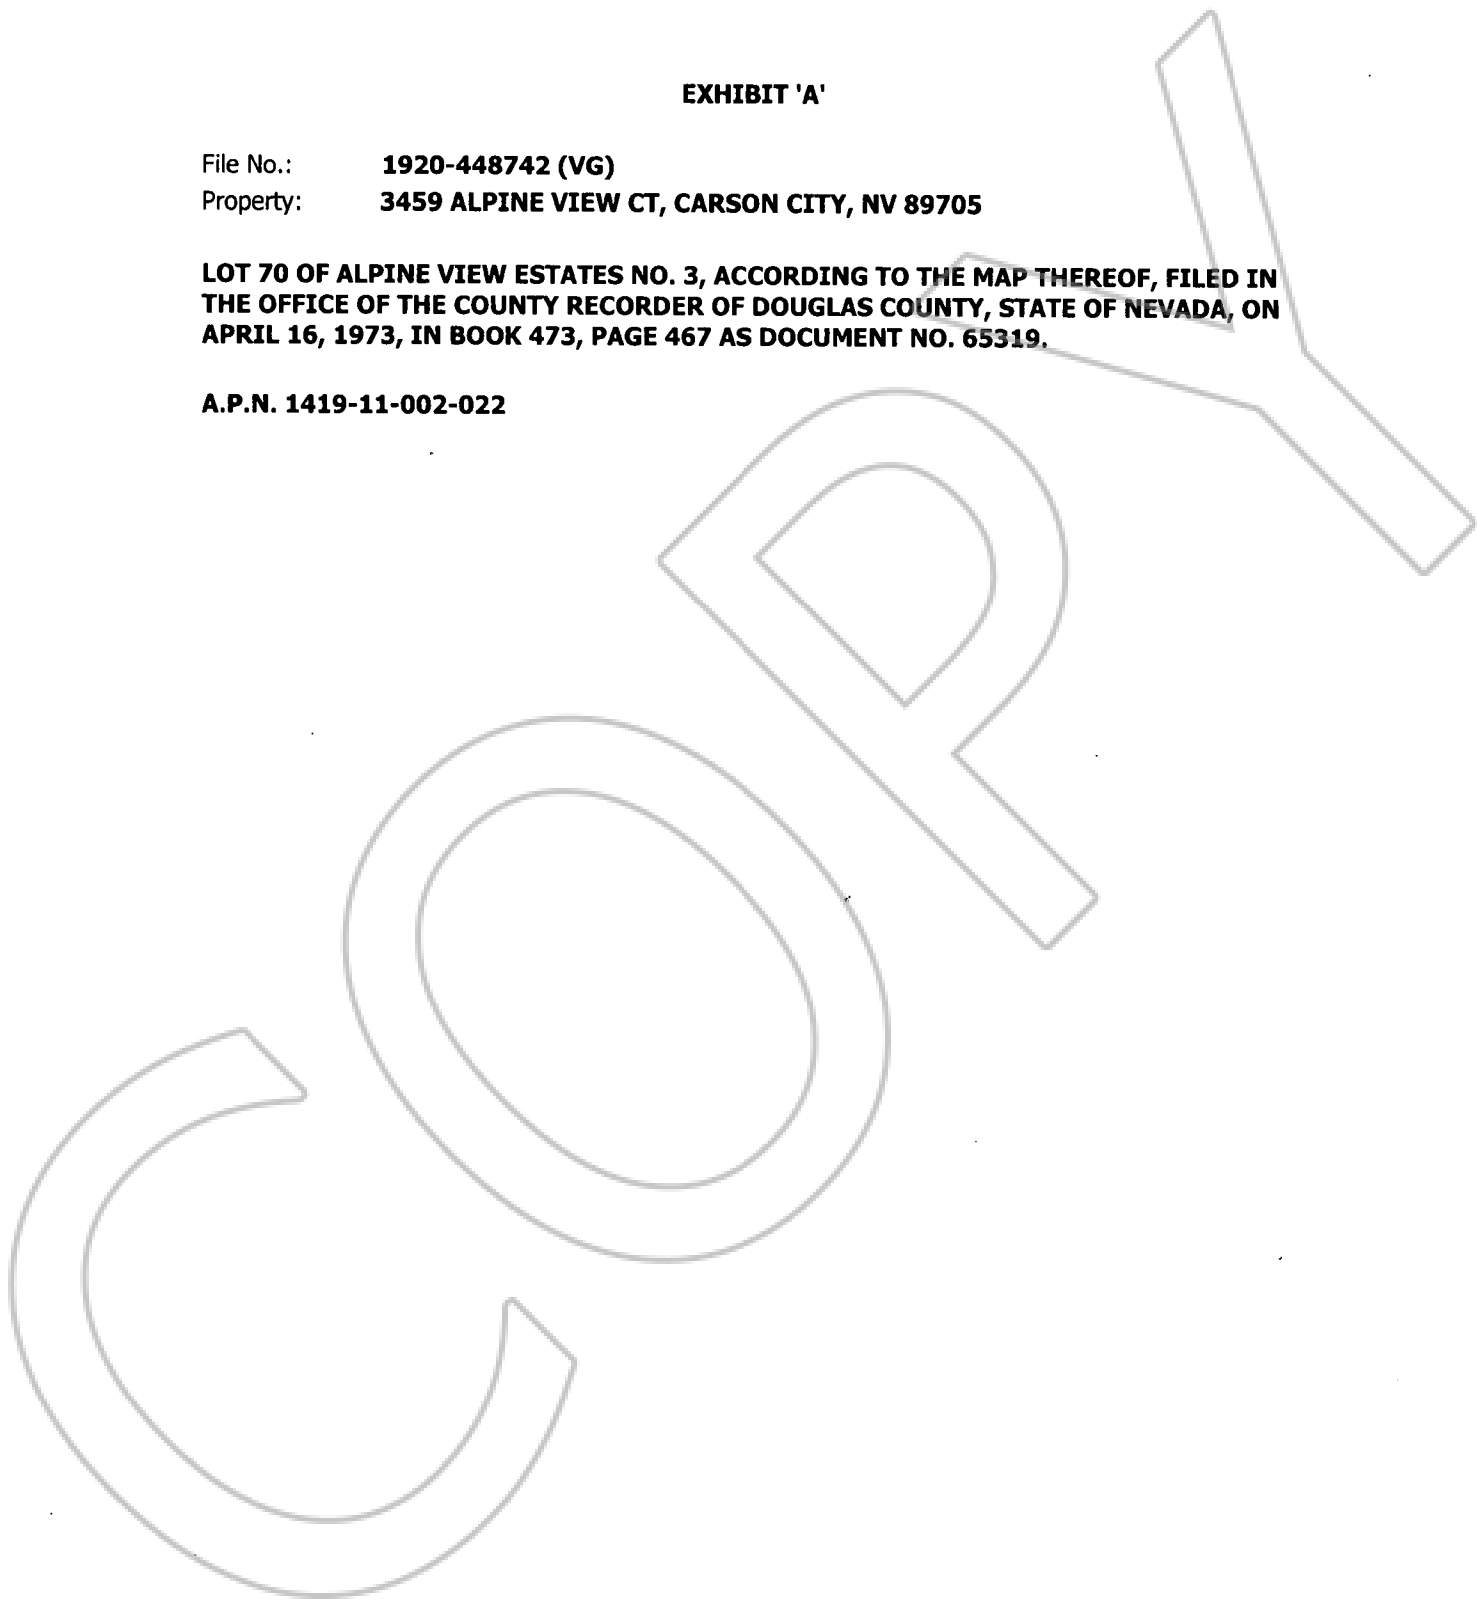 EXHIBIT 'A'
File No.: 1920-448742 (VG)
Property: 3459 ALPINE VIEW CT, CARSON CITY, NV 89705
LOT 70 OF ALPINE VIEW ESTATES NO. 3, ACCORDING TO THE MAP THEREOF, FILED IN
THE OFFICE OF THE COUNTY RECORDER OF DOUGLAS COUNTY, STATE OF NEVADA, ON
APRIL 16, 1973, IN BOOK 473, PAGE 467 AS DOCUMENT NO. 65319.
A.P.N. 1419-11-002-022
COPY